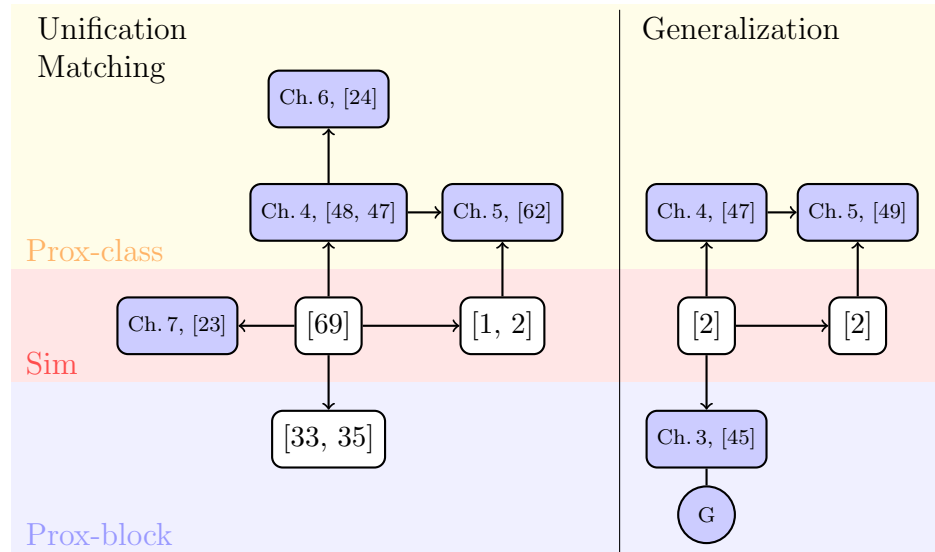 Unification
Matching
Generalization
Ch. 6, [24]
Ch. 4, [48, 47]
Ch. 5, [62]
Ch. 4, [47]
Ch. 5, [49]
Prox-class
Ch. 7, [23]
[69]
[1, 2]
[2]
[2]
Sim
[33, 35]
Ch. 3, [45]
G
Prox-block